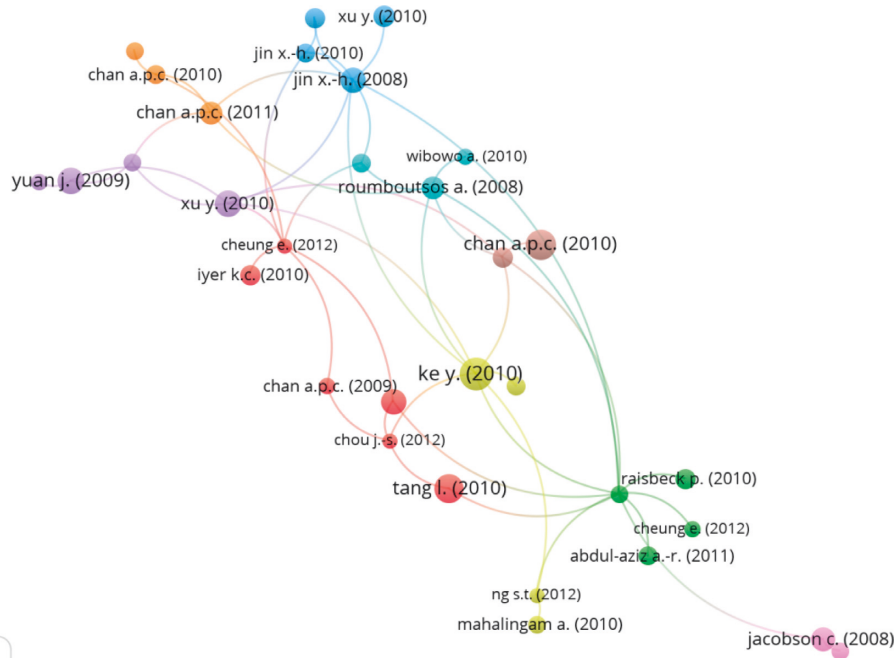 xu y. (2010)
jin x.-h. (2010)
chan a.p.c. (2010)
jin x.-h. (2008)
chan a.p.c. (2011)
wibowo a. (2010)
yuan j. (2009)
roumboutsos a. (2008)
xu y. (2010)
cheung e. (2012)
chan a.p.c. (2010)
iyer k.c. (2010)
ke y. (2010)
chan a.p.c. (2009)
chou j.-s. (2012)
tang l. (2010)
raisbeck p. (2010)
cheung e. (2012)
abdul-aziz a.-r. (2011)
ng s.t. (2012)
mahalingam a. (2010)
jacobson c. (2008)